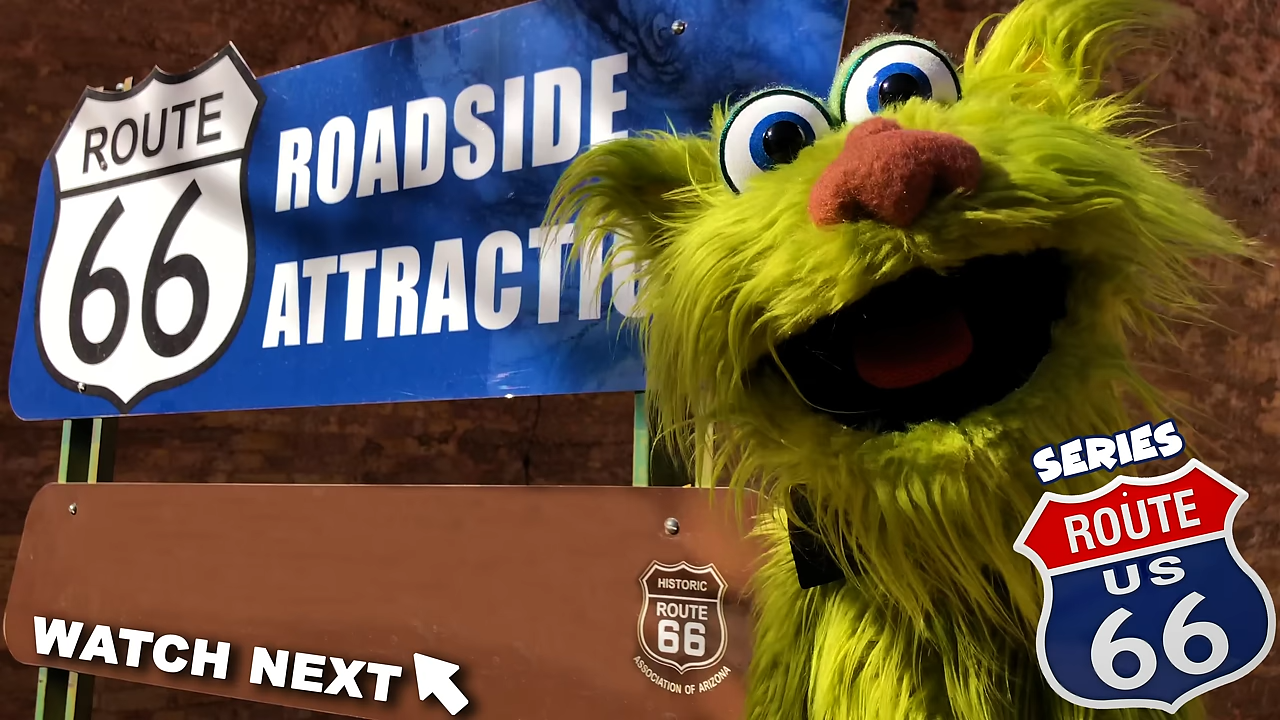 ROUTE
66
ROADSIDE
ATTRACTIO
HISTORIC
ROUTE
66
ASSOCIATION OF ARIZONA
WATCH NEXT
SERIES
ROUTE
US
66